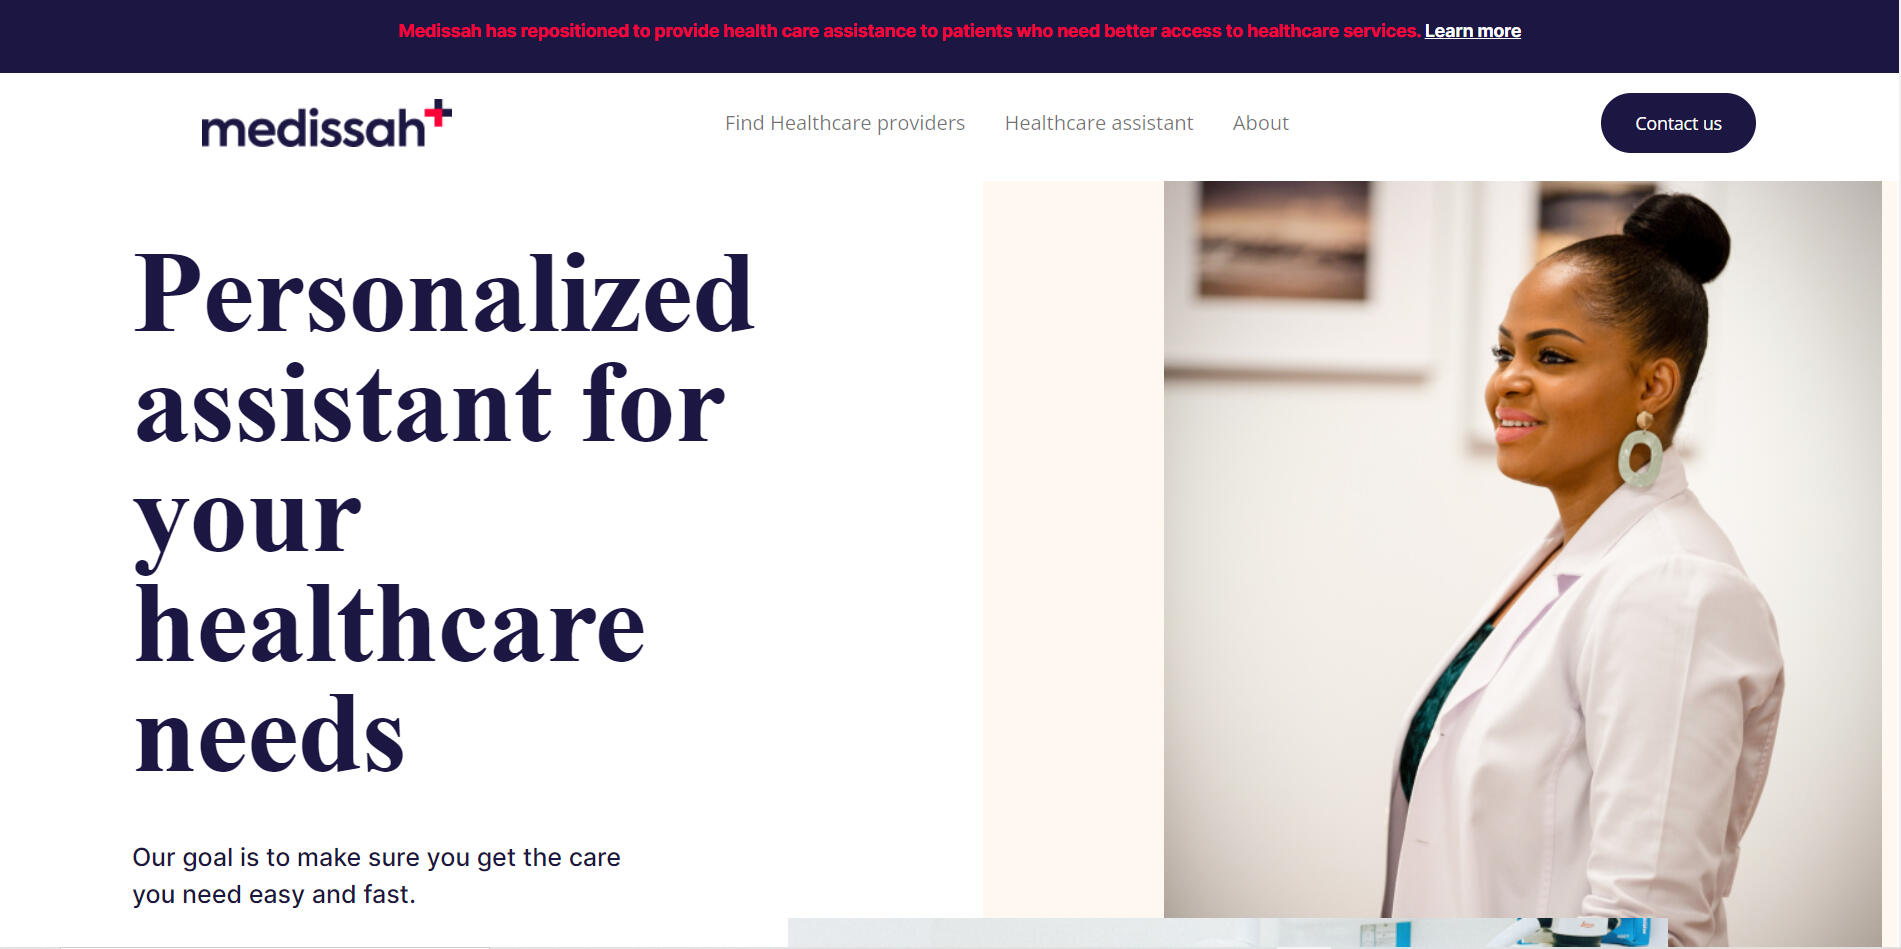 Medissah has repositioned to provide health care assistance to patients who need better access to healthcare services. Learn more
medissah
Find Healthcare providers
Healthcare assistant
About
Contact us
Personalized
assistant for
your
healthcare
needs
Our goal is to make sure you get the care
you need easy and fast.